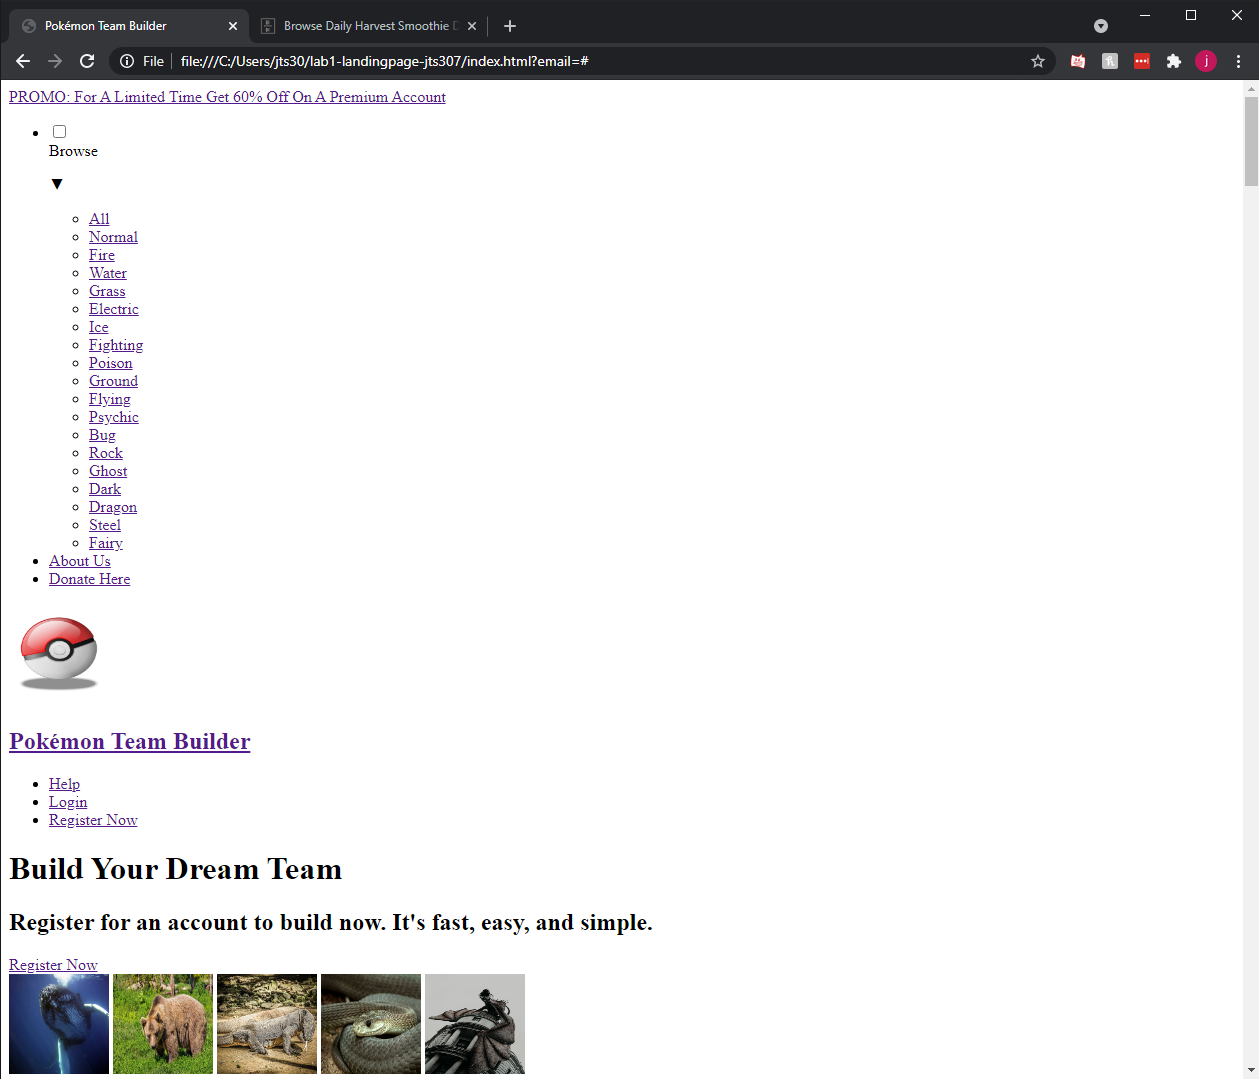 Pokémon Team Builder
Browse Daily Harvest Smoothie
File
file:///C:/Users/jts30/lab1-landingpage-jts307/index.html?email=#
j
PROMO: For A Limited Time Get 60% Off On A Premium Account
Browse
▼
All
Normal
Fire
Water
Grass
Electric
Ice
Fighting
Poison
Ground
Flying
Psychic
Bug
Rock
Ghost
Dark
Dragon
Steel
Fairy
About Us
Donate Here
Pokémon Team Builder
Help
Login
Register Now
Build Your Dream Team
Register for an account to build now. It's fast, easy, and simple.
Register Now